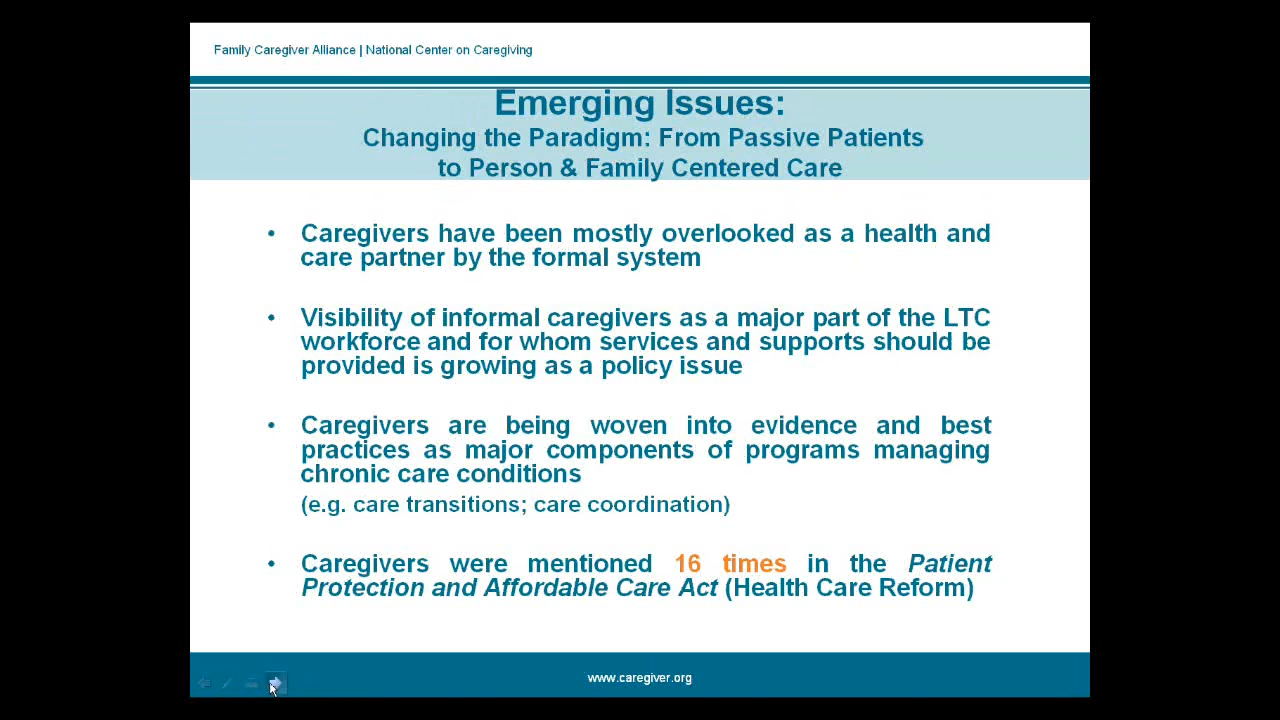 Family Caregiver Alliance | National Center on Caregiving
Emerging Issues:
Changing the Paradigm: From Passive Patients
to Person & Family Centered Care
• Caregivers have been mostly overlooked as a health and
care partner by the formal system
• Visibility of informal caregivers as a major part of the LTC
workforce and for whom services and supports should be
provided is growing as a policy issue
• Caregivers are being woven into evidence and best
practices as major components of programs managing
chronic care conditions
(e.g. care transitions; care coordination)
• Caregivers were mentioned 16 times in the Patient
Protection and Affordable Care Act (Health Care Reform)
www.caregiver.org